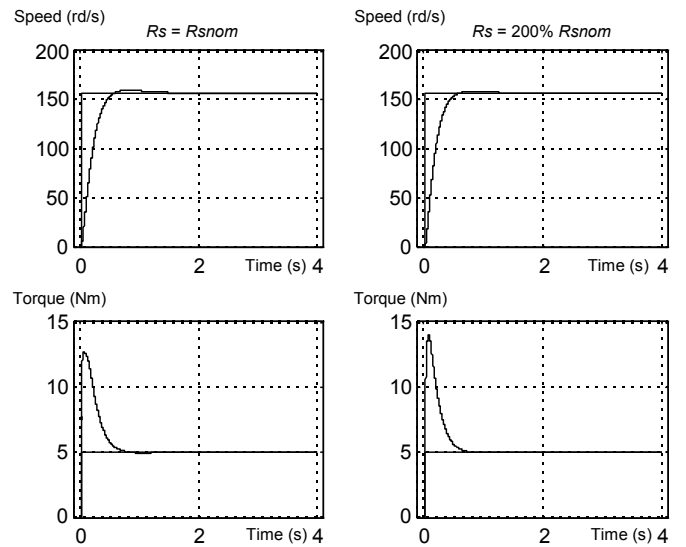 Speed (rd/s)
Rs = Rsnom
200
150
100
50
0
0 2 Time (s) 4
Speed (rd/s)
Rs = 200% Rsnom
200
150
100
50
0
0 2 Time (s) 4
Torque (Nm)
15
10
5
0
0 2 Time (s) 4
Torque (Nm)
15
10
5
0
0 2 Time (s) 4